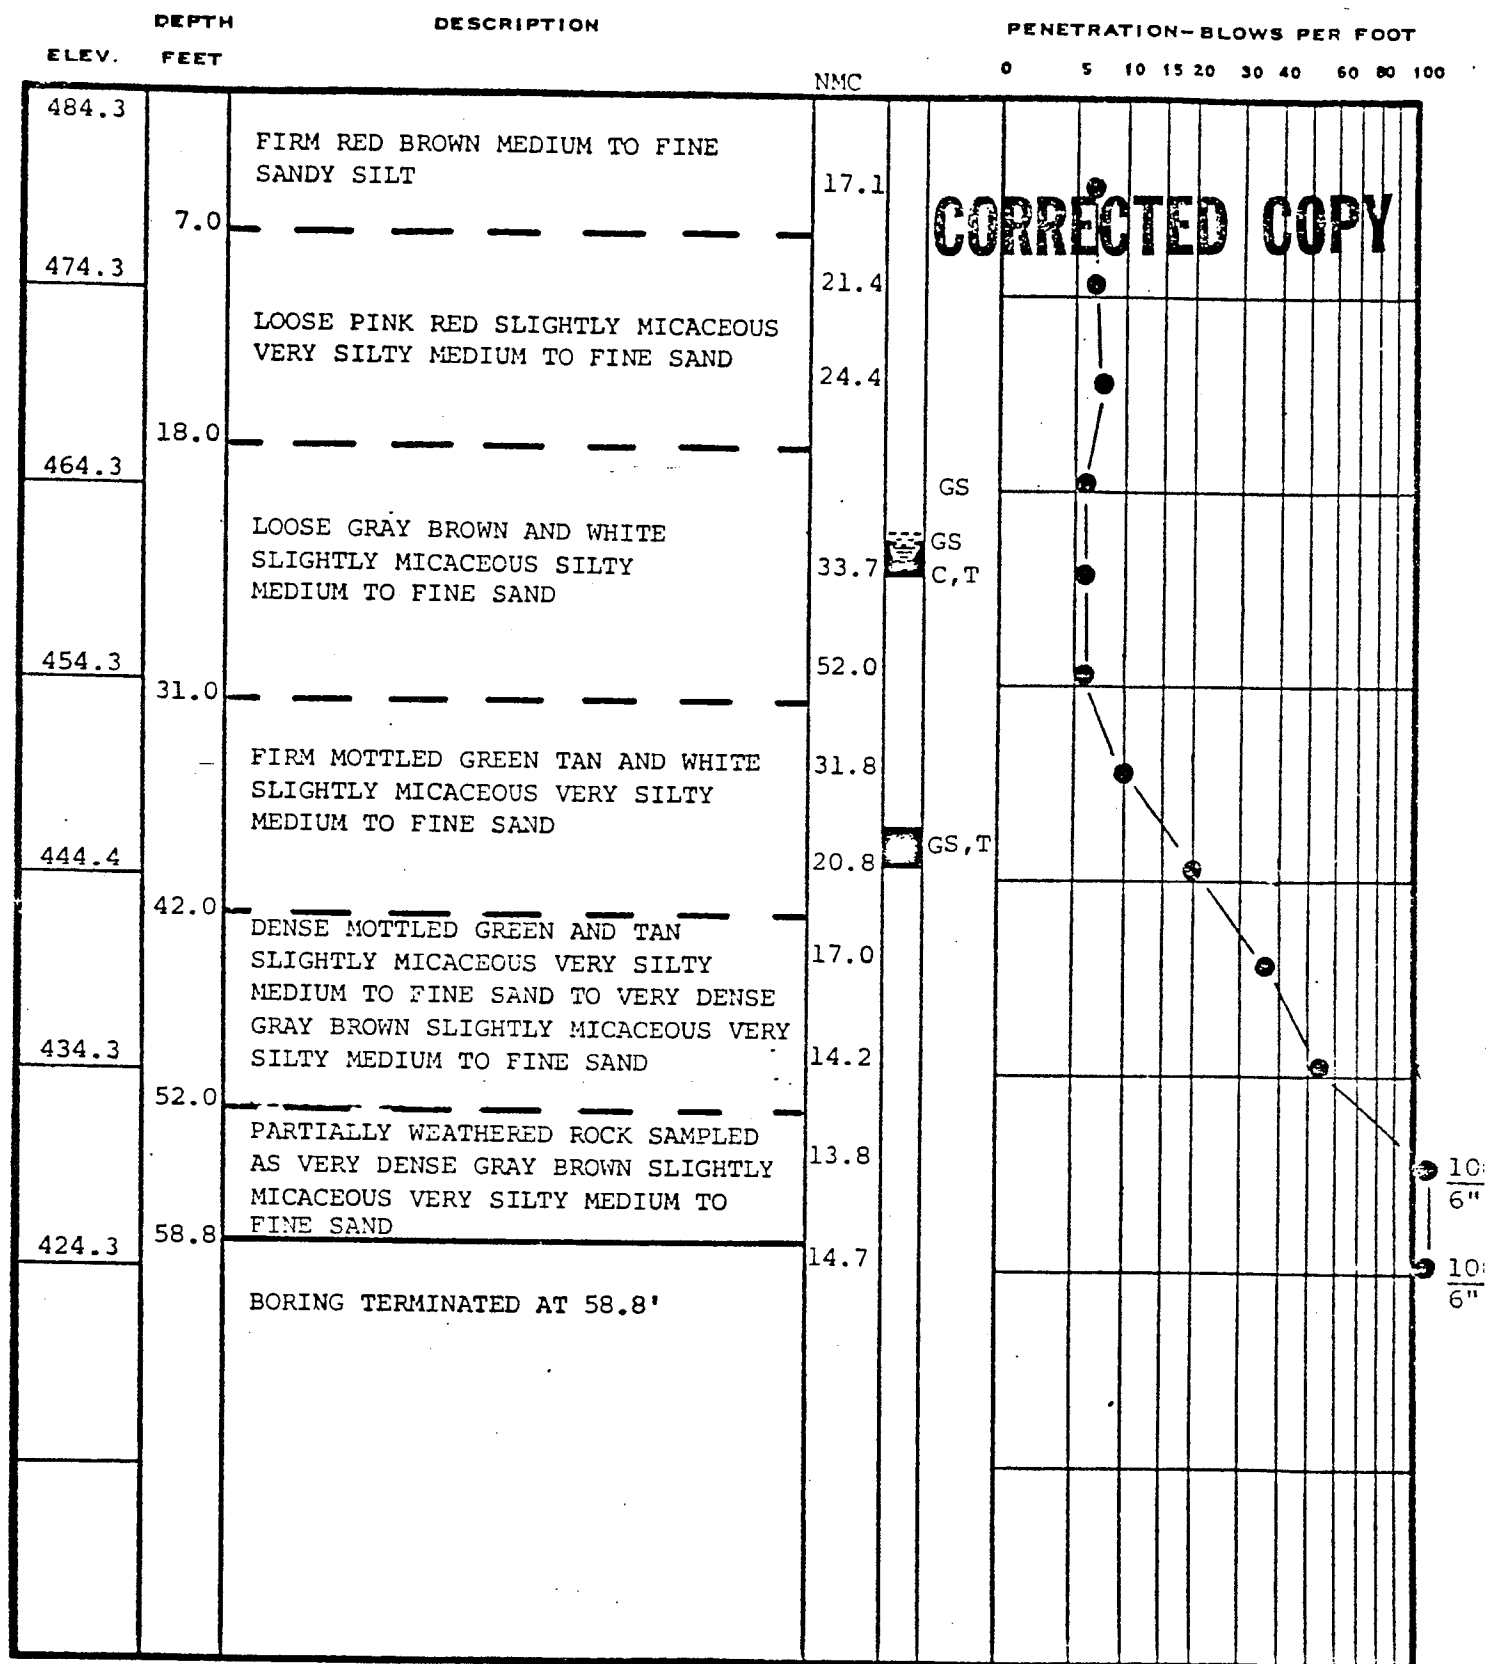 DEPTH DESCRIPTION PENETRATION-BLOWS PER FOOT
ELEV. FEET
NMC 0 5 10 15 20 30 40 60 80 100
484.3
FIRM RED BROWN MEDIUM TO FINE
SANDY SILT
17.1
CORRECTED COPY
7.0
474.3
21.4
LOOSE PINK RED SLIGHTLY MICACEOUS
VERY SILTY MEDIUM TO FINE SAND
24.4
18.0
464.3
GS
LOOSE GRAY BROWN AND WHITE
SLIGHTLY MICACEOUS SILTY
MEDIUM TO FINE SAND
GS
33.7 C,T
454.3
52.0
31.0
FIRM MOTTLED GREEN TAN AND WHITE
SLIGHTLY MICACEOUS VERY SILTY
MEDIUM TO FINE SAND
31.8
GS,T
444.4
20.8
42.0
DENSE MOTTLED GREEN AND TAN
SLIGHTLY MICACEOUS VERY SILTY
MEDIUM TO FINE SAND TO VERY DENSE
GRAY BROWN SLIGHTLY MICACEOUS VERY
SILTY MEDIUM TO FINE SAND
17.0
434.3
14.2
52.0
PARTIALLY WEATHERED ROCK SAMPLED
AS VERY DENSE GRAY BROWN SLIGHTLY
MICACEOUS VERY SILTY MEDIUM TO
FINE SAND
13.8
6"
58.8
424.3
14.7
6"
BORING TERMINATED AT 58.8'